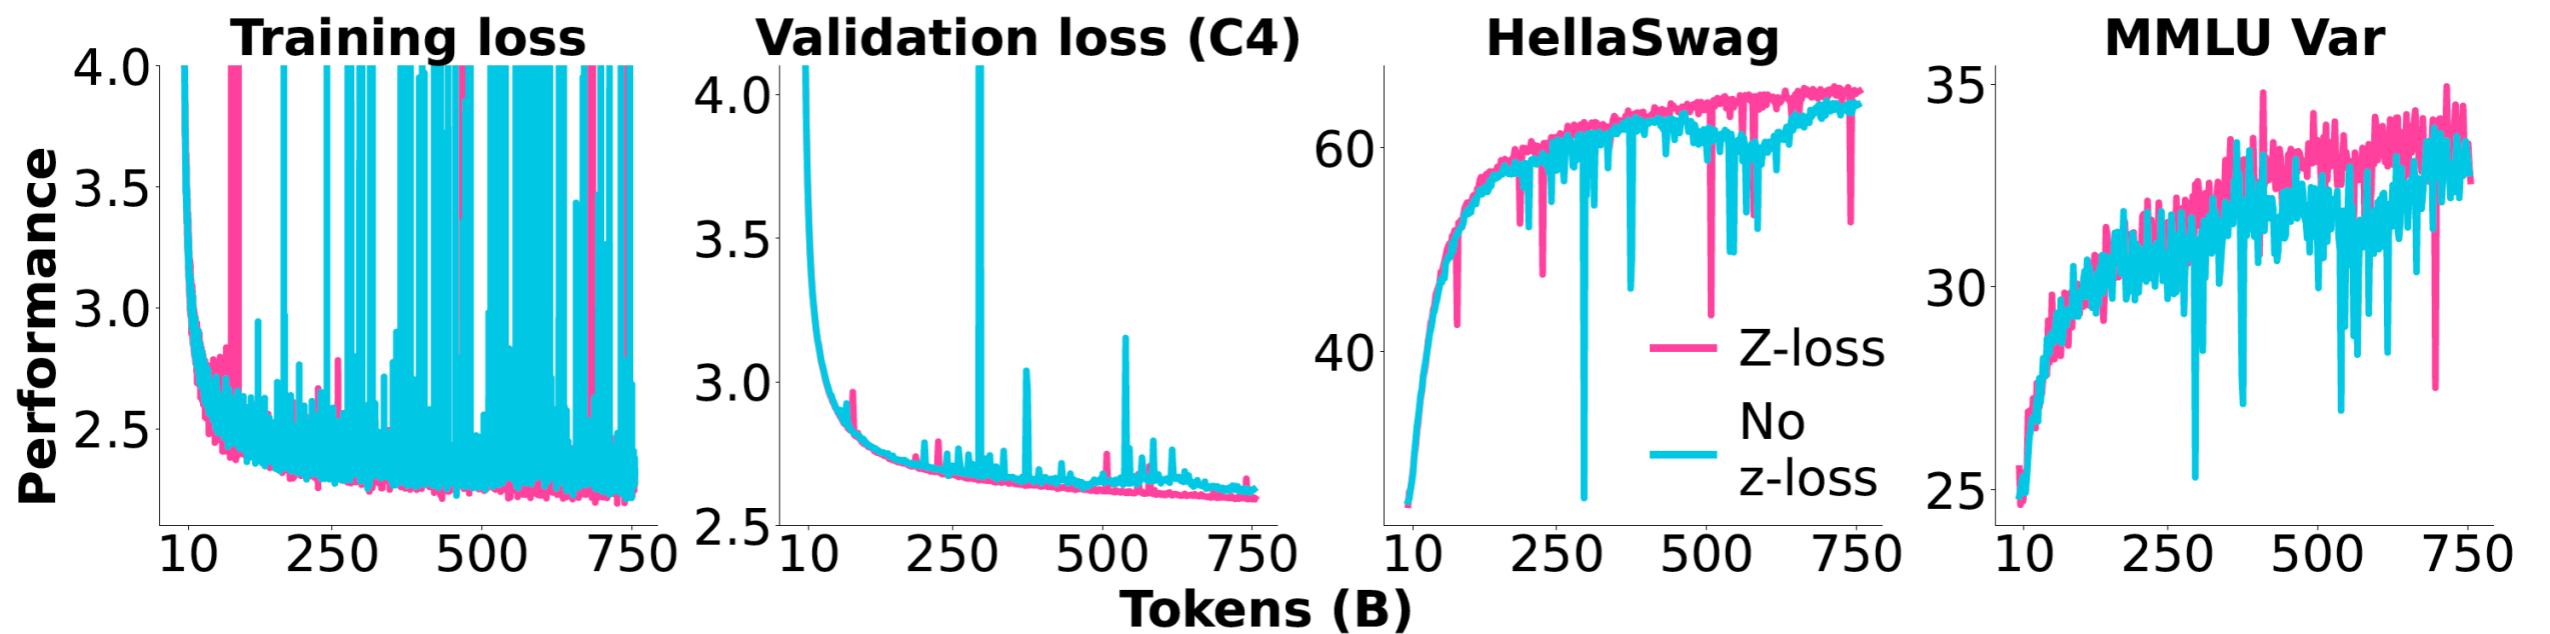 Training loss
Validation loss (C4)
HellaSwag
MMLU Var
Performance
4.0
3.5
3.0
2.5
10 250 500 750
4.0
3.5
3.0
2.5
10 250 500 750
60
40
10 250 500 750
Z-loss
No
z-loss
35
30
25
10 250 500 750
Tokens (B)